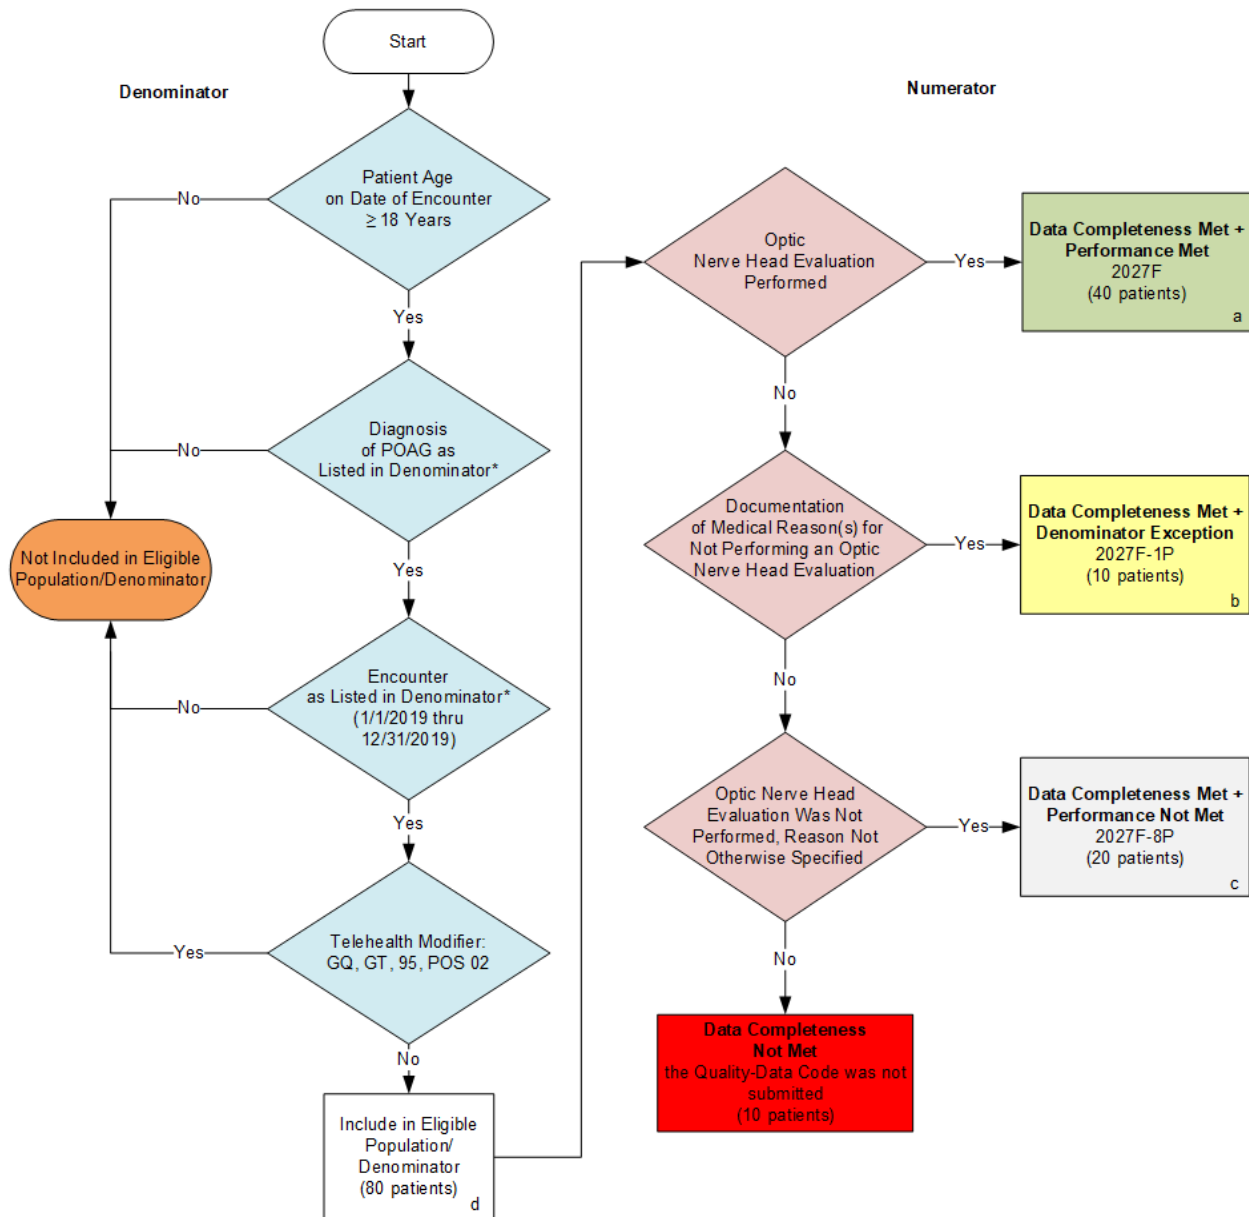 Start
Denominator
Numerator
Patient Age
on Date of Encounter
≥ 18 Years
No
Yes
Diagnosis
of POAG as
Listed in Denominator*
No
Yes
Not Included in Eligible
Population/Denominator
Encounter
as Listed in Denominator*
(1/1/2019 thru
12/31/2019)
No
Yes
Telehealth Modifier:
GQ, GT, 95, POS 02
Yes
No
Include in Eligible
Population/
Denominator
(80 patients)
d
Optic
Nerve Head Evaluation
Performed
Yes
Data Completeness Met +
Performance Met
2027F
(40 patients)
a
No
Documentation
of Medical Reason(s) for
Not Performing an Optic
Nerve Head Evaluation
Yes
Data Completeness Met +
Denominator Exception
2027F-1P
(10 patients)
b
No
Optic Nerve Head
Evaluation Was Not
Performed, Reason Not
Otherwise Specified
Yes
Data Completeness Met +
Performance Not Met
2027F-8P
(20 patients)
c
No
Data Completeness
Not Met
the Quality-Data Code was not
submitted
(10 patients)